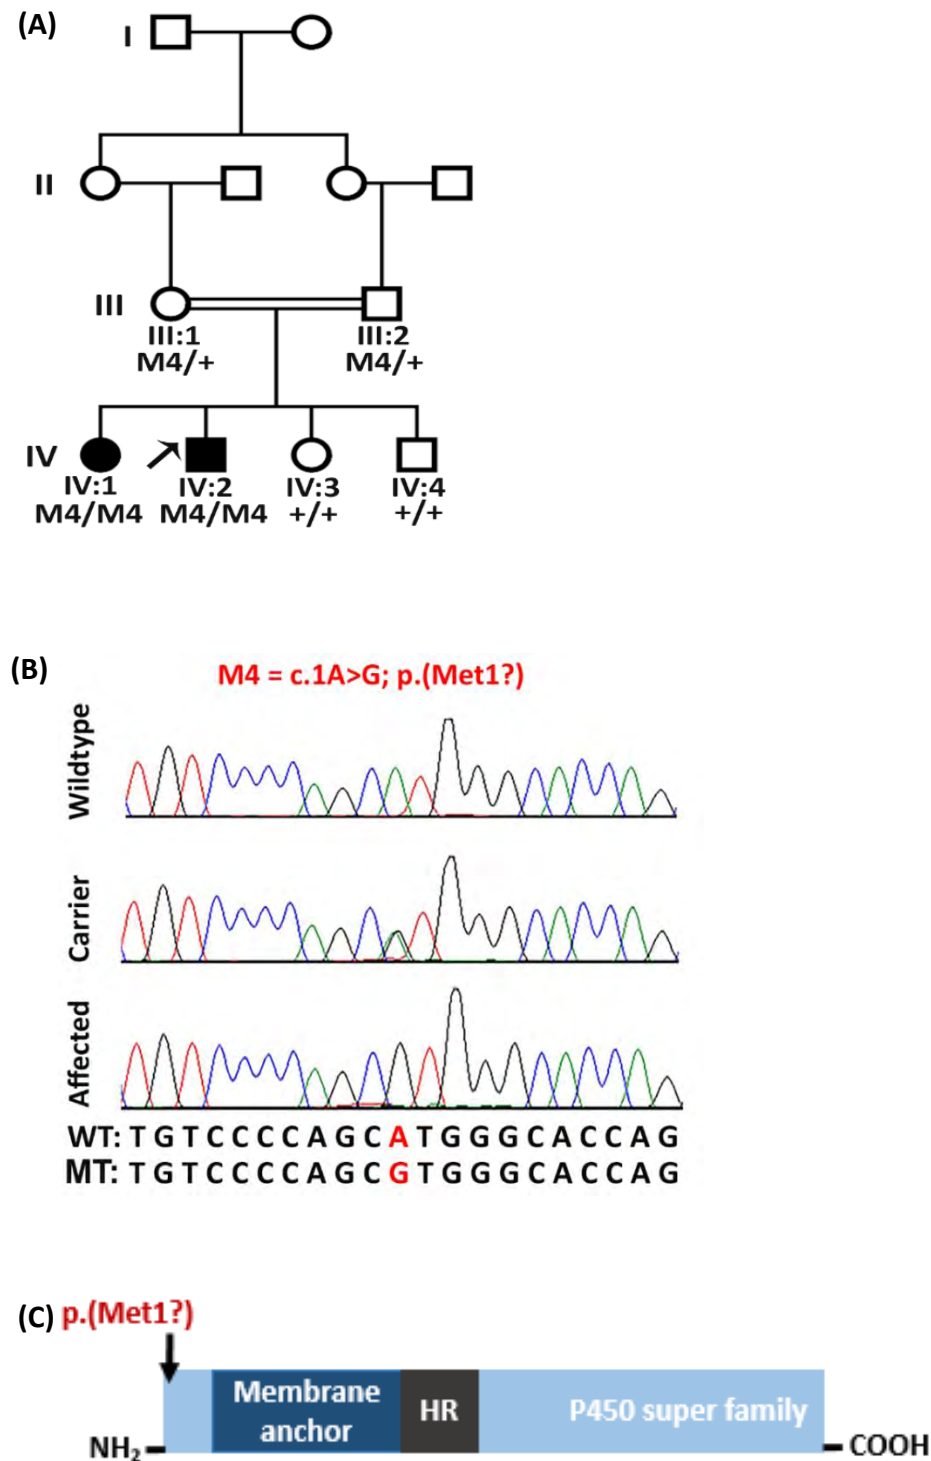 (A)
I
II
III
III:1 III:2
M4/+ M4/+
IV
IV:1 IV:2 IV:3 IV:4
M4/M4 M4/M4 +/+ +/+
(B)
M4 = c.1A>G; p.(Met1?)
Wildtype
Carrier
Affected
WT: T G T C C C C A G C A T G G G C A C C A G
MT: T G T C C C C A G C G T G G G C A C C A G
(C) p.(Met1?)
Membrane
anchor
HR
P450 super family
NH2
COOH